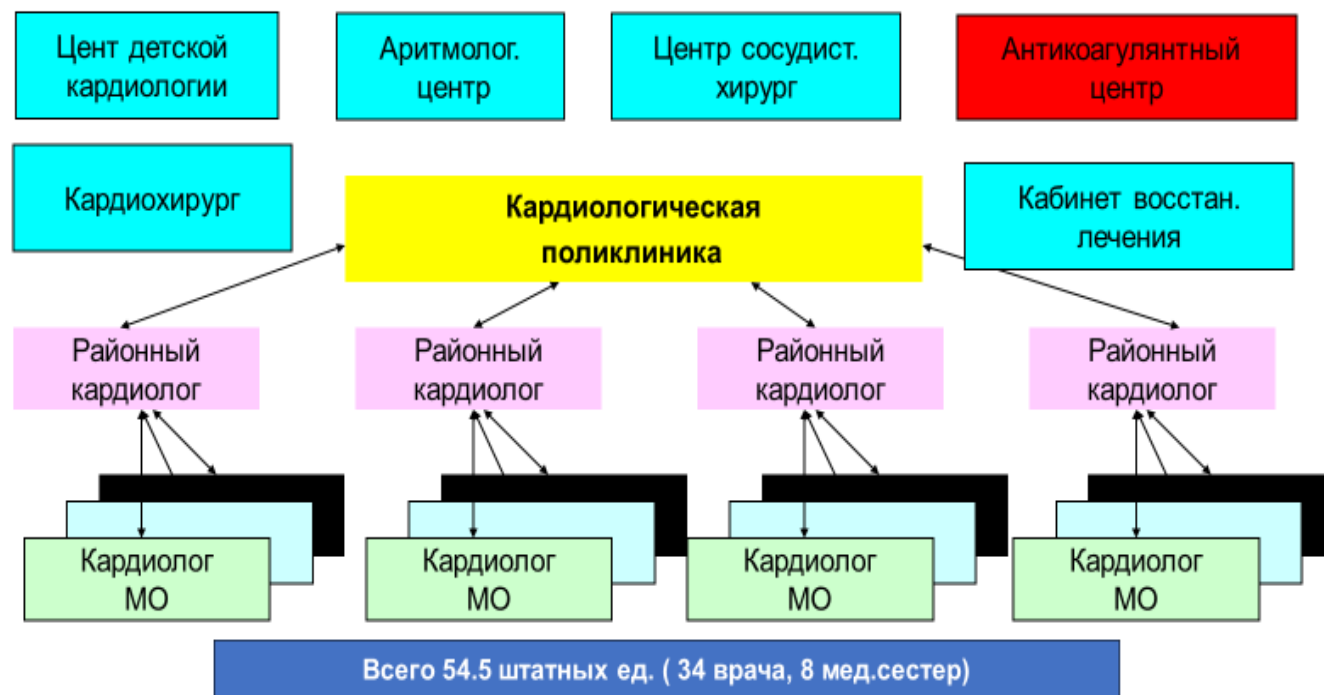 Цент детской
кардиологии
Аритмолог.
центр
Центр сосудист.
хирург
Антикоагулянтный
центр
Кардиохирург
Кардиологическая
поликлиника
Кабинет восстан.
лечения
Районный
кардиолог
Районный
кардиолог
Районный
кардиолог
Районный
кардиолог
Кардиолог
МО
Кардиолог
МО
Кардиолог
МО
Кардиолог
МО
Всего 54.5 штатных ед. ( 34 врача, 8 мед.сестер)